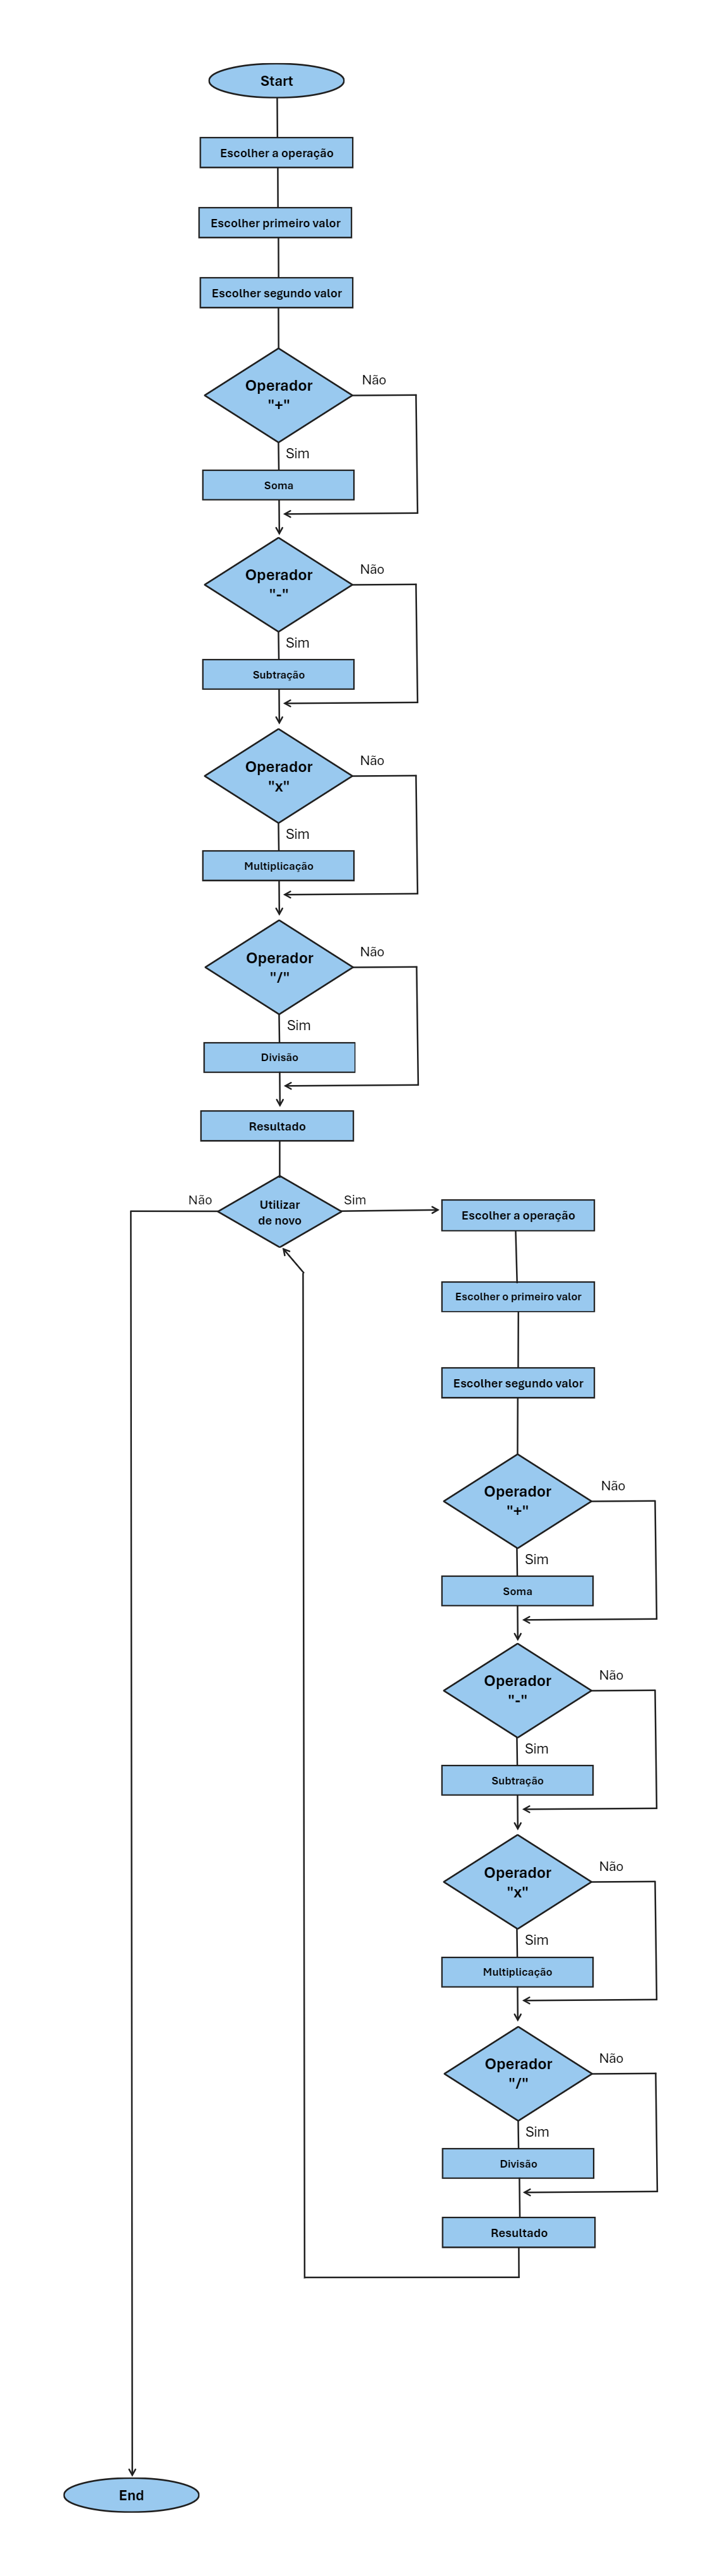 Start
Escolher a operação
Escolher primeiro valor
Escolher segundo valor
Operador
"+"
Não
Sim
Soma
Operador
"-"
Não
Sim
Subtração
Operador
"x"
Não
Sim
Multiplicação
Operador
"/"
Não
Sim
Divisão
Resultado
Não
Utilizar
de novo
Sim
Escolher a operação
Escolher o primeiro valor
Escolher segundo valor
Operador
"+"
Não
Sim
Soma
Operador
"-"
Não
Sim
Subtração
Operador
"x"
Não
Sim
Multiplicação
Operador
"/"
Não
Sim
Divisão
Resultado
End